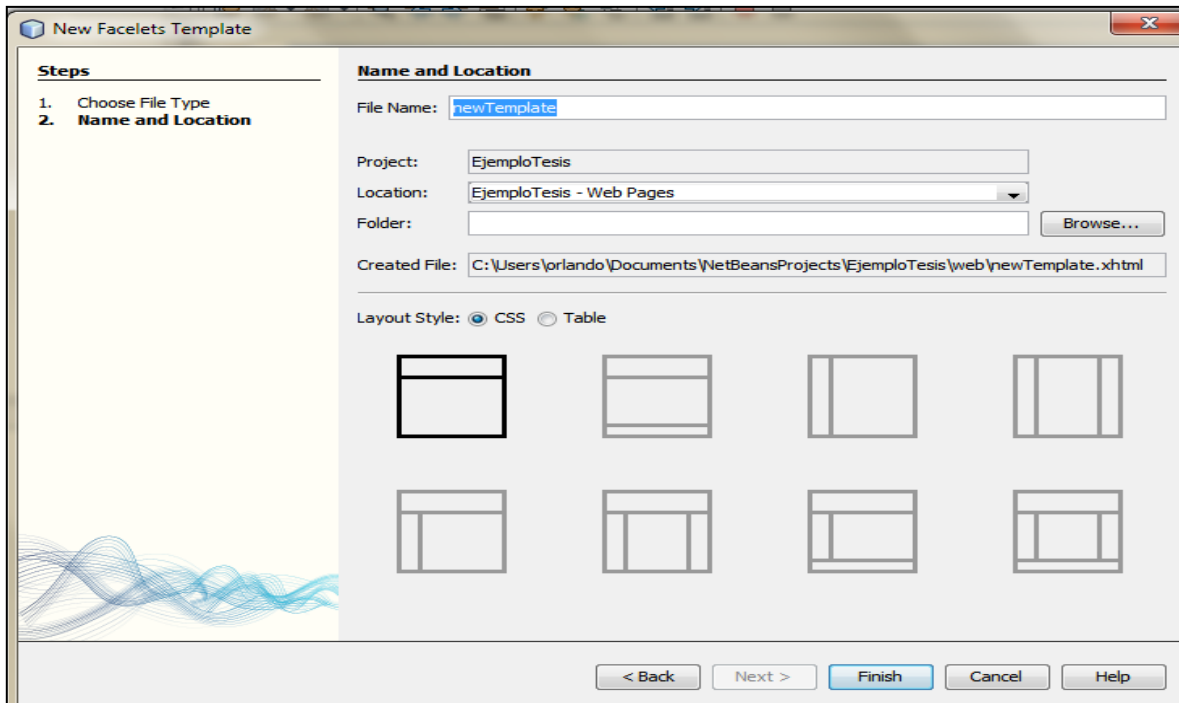 New Facelets Template
Steps
1. Choose File Type
2. Name and Location
Name and Location
File Name: newTemplate
Project: EjemploTesis
Location: EjemploTesis - Web Pages
Folder:
Browse...
Created File: C:\Users\orlando\Documents\NetBeansProjects\EjemploTesis\web\newTemplate.xhtml
Layout Style: CSS Table
< Back Next > Finish Cancel Help